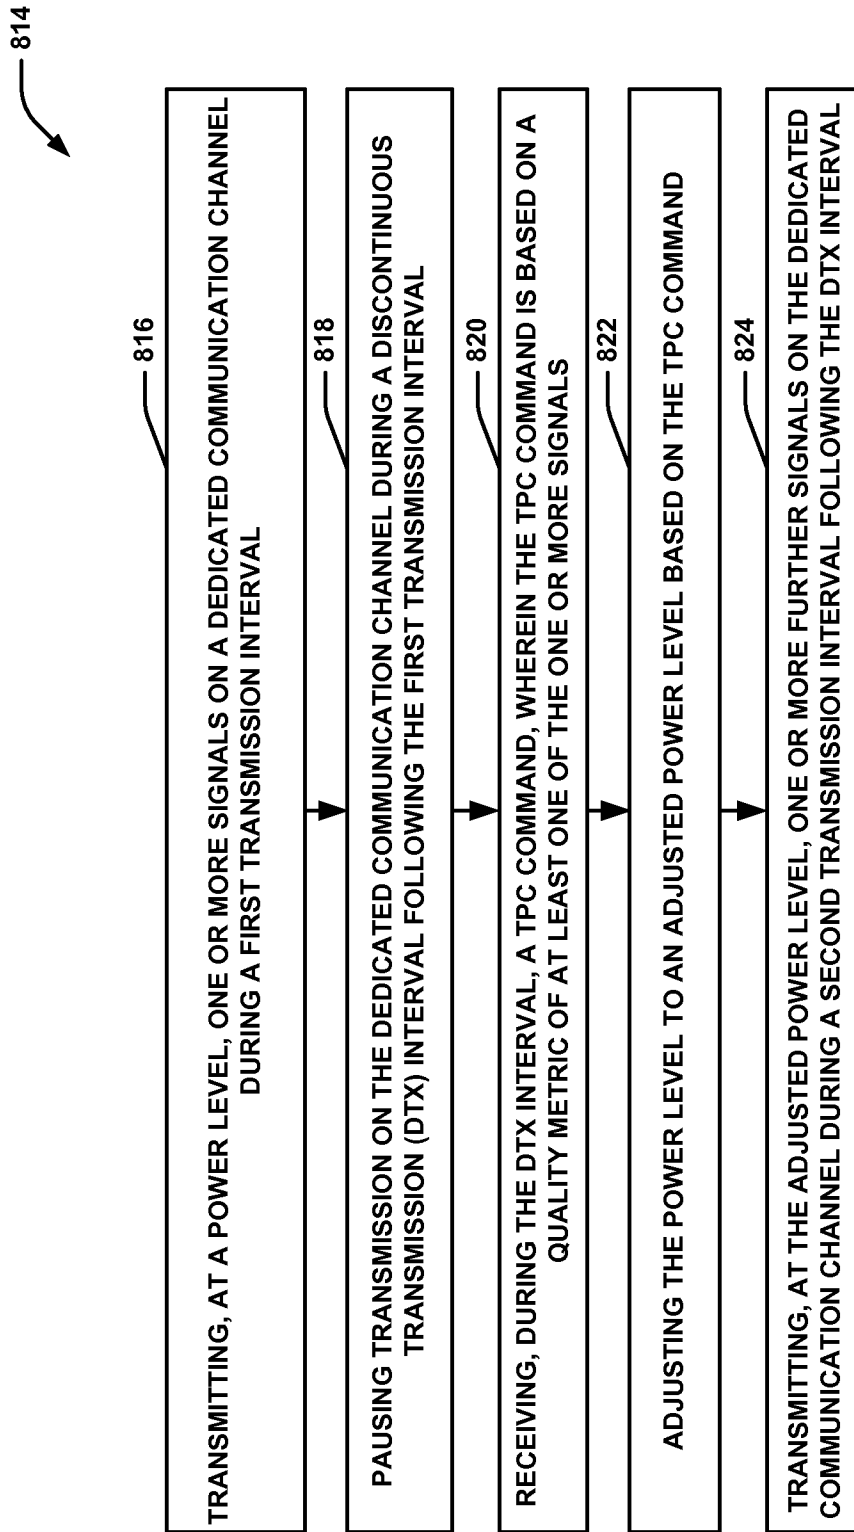 814
816
TRANSMITTING, AT A POWER LEVEL, ONE OR MORE SIGNALS ON A DEDICATED COMMUNICATION CHANNEL
DURING A FIRST TRANSMISSION INTERVAL
818
PAUSING TRANSMISSION ON THE DEDICATED COMMUNICATION CHANNEL DURING A DISCONTINUOUS
TRANSMISSION (DTX) INTERVAL FOLLOWING THE FIRST TRANSMISSION INTERVAL
820
RECEIVING, DURING THE DTX INTERVAL, A TPC COMMAND, WHEREIN THE TPC COMMAND IS BASED ON A
QUALITY METRIC OF AT LEAST ONE OF THE ONE OR MORE SIGNALS
822
ADJUSTING THE POWER LEVEL TO AN ADJUSTED POWER LEVEL BASED ON THE TPC COMMAND
824
TRANSMITTING, AT THE ADJUSTED POWER LEVEL, ONE OR MORE FURTHER SIGNALS ON THE DEDICATED
COMMUNICATION CHANNEL DURING A SECOND TRANSMISSION INTERVAL FOLLOWING THE DTX INTERVAL